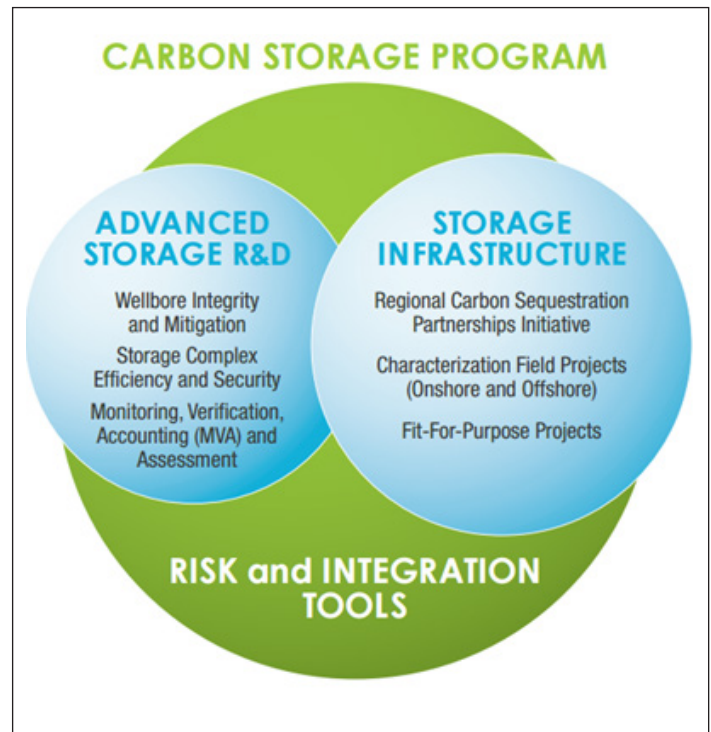 CARBON STORAGE PROGRAM
ADVANCED
STORAGE R&D
Wellbore Integrity
and Mitigation
Storage Complex
Efficiency and Security
Monitoring, Verification,
Accounting (MVA) and
Assessment
STORAGE
INFRASTRUCTURE
Regional Carbon Sequestration
Partnerships Initiative
Characterization Field Projects
(Onshore and Offshore)
Fit-For-Purpose Projects
RISK and INTEGRATION
TOOLS